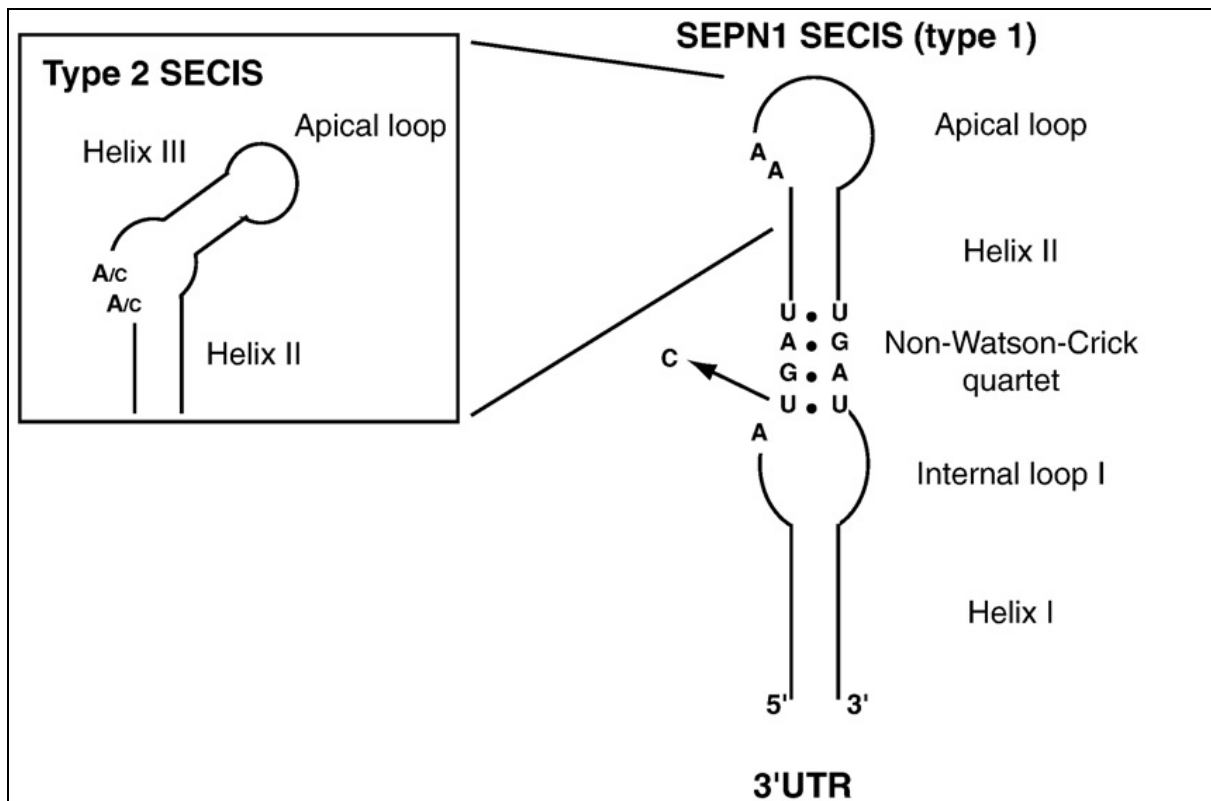 SEPN1 SECIS (type 1)
Type 2 SECIS
Apical loop
Helix III
A/C
A/C
Helix II
Apical loop
A
A
Helix II
U • U
A • G
G • A
U • U
Non-Watson-Crick
quartet
C
A
Internal loop I
Helix I
5' 3'
3'UTR